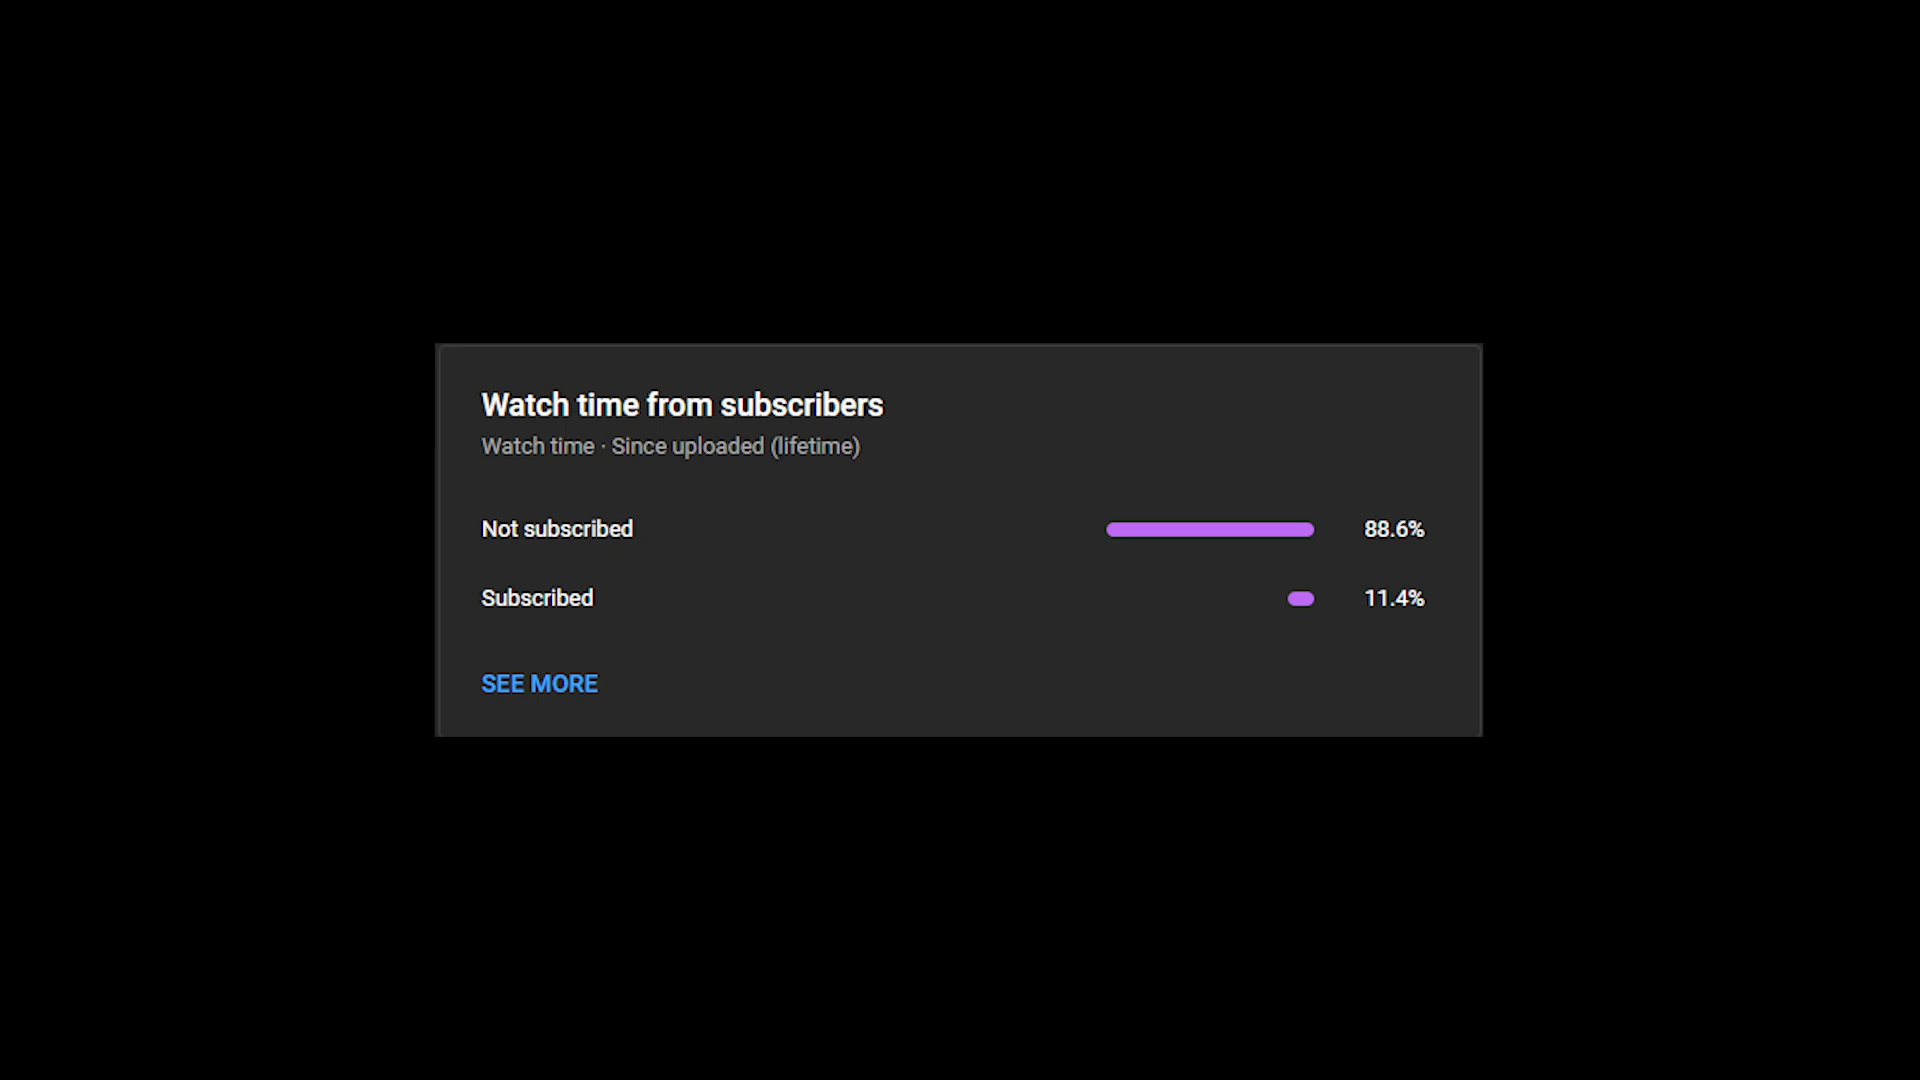 Watch time from subscribers
Watch time · Since uploaded (lifetime)
Not subscribed 88.6%
Subscribed 11.4%
SEE MORE